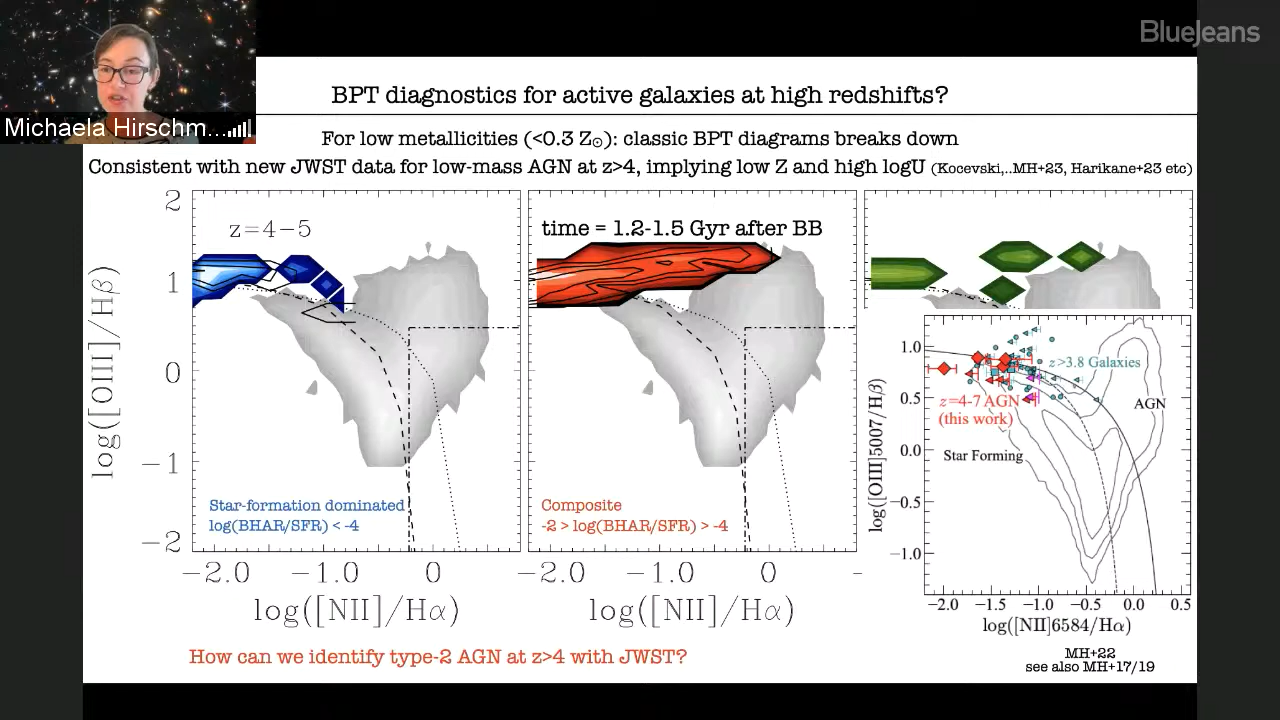 BlueJeans
Michaela Hirschm...
BPT diagnostics for active galaxies at high redshifts?
For low metallicities (<0.3 Z☉): classic BPT diagrams breaks down
Consistent with new JWST data for low-mass AGN at z>4, implying low Z and high logU (Kocevski,..MH+23, Harikane+23 etc)
z=4-5
time = 1.2-1.5 Gyr after BB
log([OIII]/Hβ)
2
1
0
-1
-2
Star-formation dominated
log(BHAR/SFR) < -4
Composite
-2 > log(BHAR/SFR) > -4
-2.0 -1.0 0
-2.0 -1.0 0
-
log([NII]/Hα)
log([NII]/Hα)
log([OIII]5007/Hβ)
1.0
0.5
0.0
-0.5
-1.0
z>3.8 Galaxies
z=4-7 AGN
(this work)
AGN
Star Forming
-2.0 -1.5 -1.0 -0.5 0.0 0.5
log([NII]6584/Hα)
How can we identify type-2 AGN at z>4 with JWST?
MH+22
see also MH+17/19